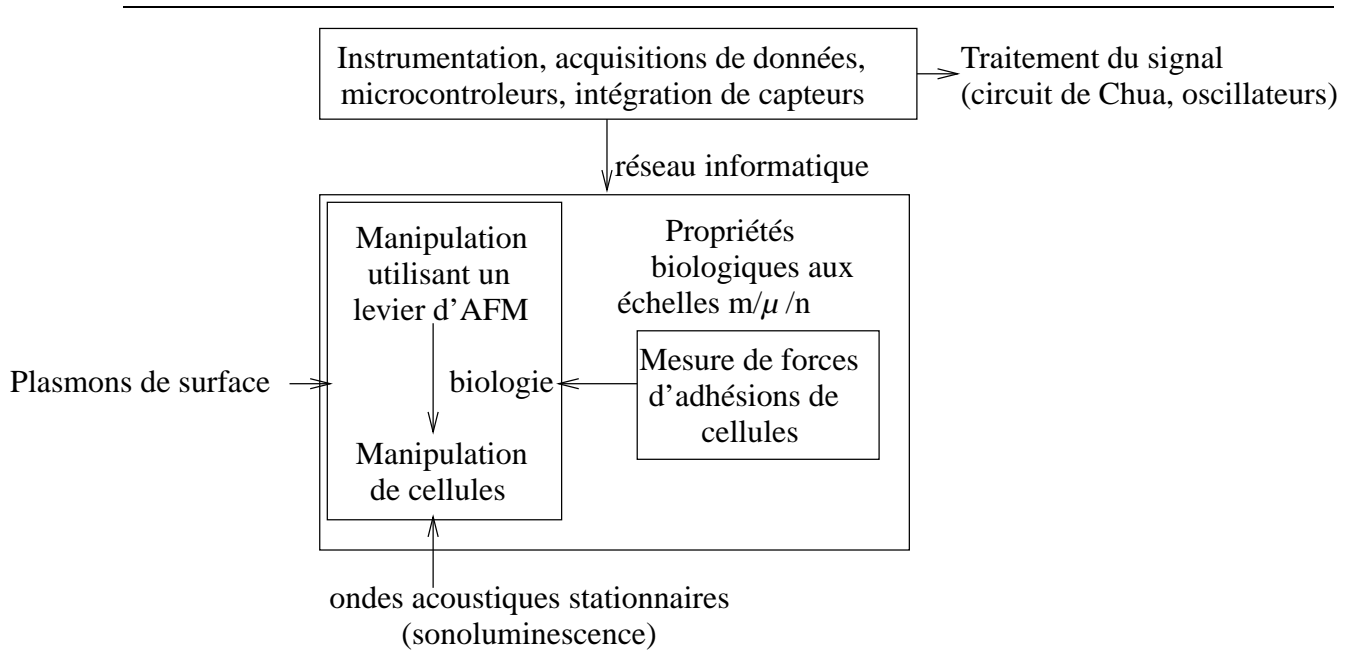 Instrumentation, acquisitions de données,
microcontroleurs, intégration de capteurs
Traitement du signal
(circuit de Chua, oscillateurs)
réseau informatique
Manipulation
utilisant un
levier d'AFM
Propriétés
biologiques aux
échelles m/μ /n
Plasmons de surface
biologie
Mesure de forces
d'adhésions de
cellules
Manipulation
de cellules
ondes acoustiques stationnaires
(sonoluminescence)